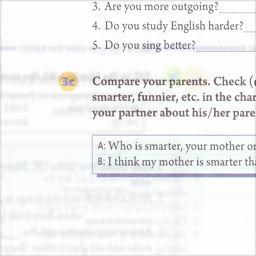 3. Are you more outgoing?
4. Do you study English harder?
5. Do you sing better?
3c Compare your parents. Check (
smarter, funnier, etc. in the char
your partner about his/her pare
A: Who is smarter, your mother or
B: I think my mother is smarter tha